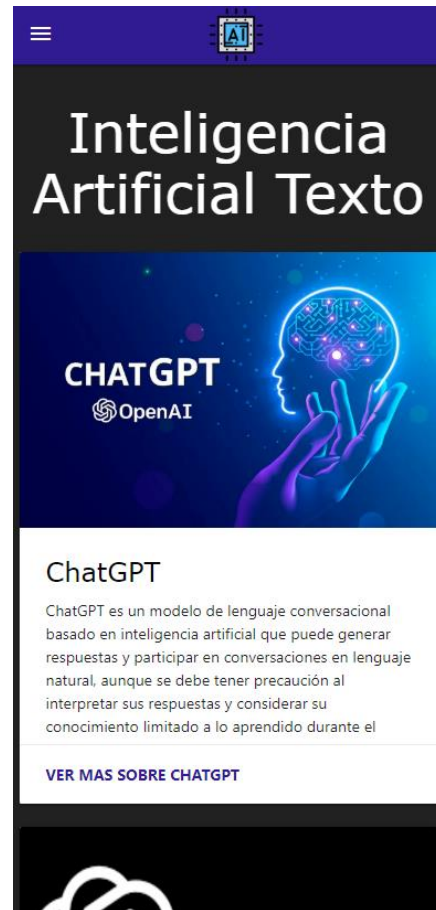 AI
Inteligencia
Artificial Texto
CHATGPT
OpenAI
ChatGPT
ChatGPT es un modelo de lenguaje conversacional
basado en inteligencia artificial que puede generar
respuestas y participar en conversaciones en lenguaje
natural, aunque se debe tener precaución al
interpretar sus respuestas y considerar su
conocimiento limitado a lo aprendido durante el
VER MAS SOBRE CHATGPT